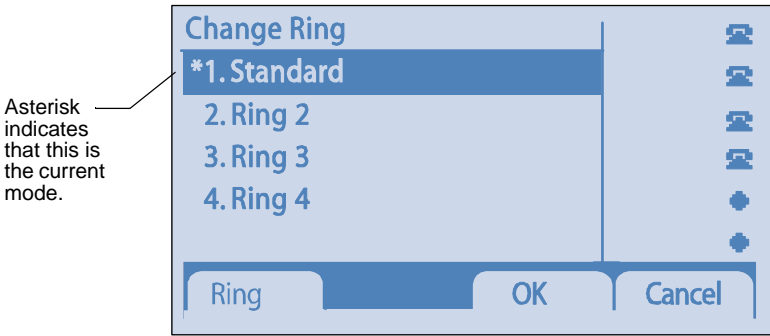 Asterisk
indicates
that this is
the current
mode.
Change Ring
*1. Standard
2. Ring 2
3. Ring 3
4. Ring 4
Ring OK Cancel